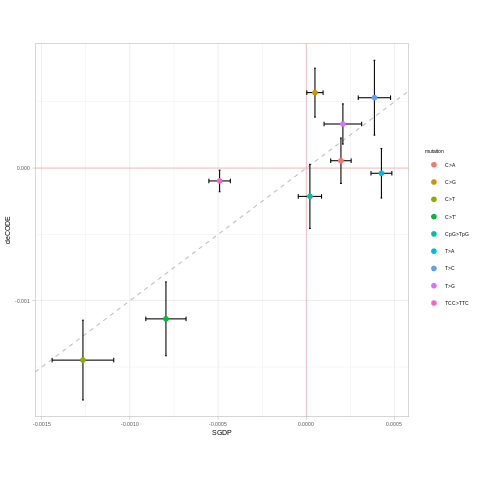 mutation
C>A
C>G
C>T
C>T'
CpG>TpG
T>A
T>C
T>G
TCC>TTC
deCODE
0.000
-0.001
-0.0015
-0.0010
-0.0005
0.0000
0.0005
SGDP